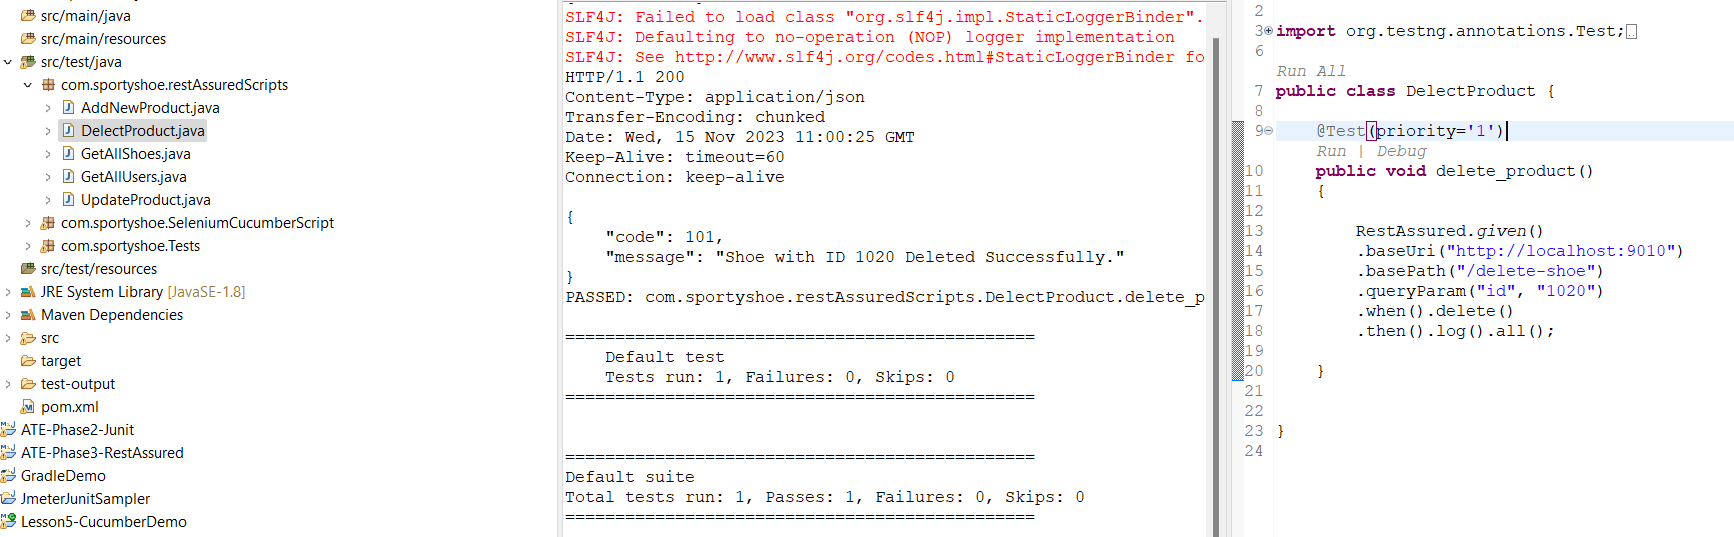 src/main/java
src/main/resources
src/test/java
com.sportyshoe.restAssuredScripts
AddNewProduct.java
DelectProduct.java
GetAllShoes.java
GetAllUsers.java
UpdateProduct.java
com.sportyshoe.SeleniumCucumberScript
com.sportyshoe.Tests
src/test/resources
JRE System Library [JavaSE-1.8]
Maven Dependencies
src
target
test-output
pom.xml
ATE-Phase2-Junit
ATE-Phase3-RestAssured
GradleDemo
JmeterJunitSampler
Lesson5-CucumberDemo
SLF4J: Failed to load class "org.slf4j.impl.StaticLoggerBinder".
SLF4J: Defaulting to no-operation (NOP) logger implementation
SLF4J: See http://www.slf4j.org/codes.html#StaticLoggerBinder fo
HTTP/1.1 200
Content-Type: application/json
Transfer-Encoding: chunked
Date: Wed, 15 Nov 2023 11:00:25 GMT
Keep-Alive: timeout=60
Connection: keep-alive
{
"code": 101,
"message": "Shoe with ID 1020 Deleted Successfully."
}
PASSED: com.sportyshoe.restAssuredScripts.DelectProduct.delete_p
===============================================
Default test
Tests run: 1, Failures: 0, Skips: 0
===============================================
===============================================
Default suite
Total tests run: 1, Passes: 1, Failures: 0, Skips: 0
===============================================
2
3 import org.testng.annotations.Test;
6
Run All
7 public class DelectProduct {
8
9 @Test(priority='1')
Run | Debug
10 public void delete_product()
11 {
12
13 RestAssured.given()
14 .baseUri("http://localhost:9010")
15 .basePath("/delete-shoe")
16 .queryParam("id", "1020")
17 .when().delete()
18 .then().log().all();
19
20 }
21
22
23 }
24